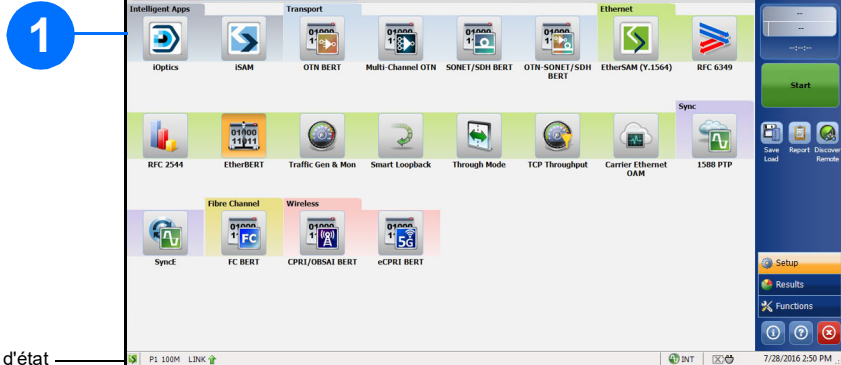 1
Intelligent Apps Transport Ethernet
iOptics iSAM OTN BERT Multi-Channel OTN SONET/SDH BERT OTN-SONET/SDH BERT EtherSAM (Y.1564) RFC 6349
Sync
RFC 2544 EtherBERT Traffic Gen & Mon Smart Loopback Through Mode TCP Throughput Carrier Ethernet OAM 1588 PTP
Fibre Channel Wireless
FC
5G
SyncE FC BERT CPRI/OBSAI BERT eCPRI BERT
--
--
--:--:--
Start
Save Load Report Discover Remote
Setup
Results
Functions
d'état
P1 100M LINK INT 7/28/2016 2:50 PM